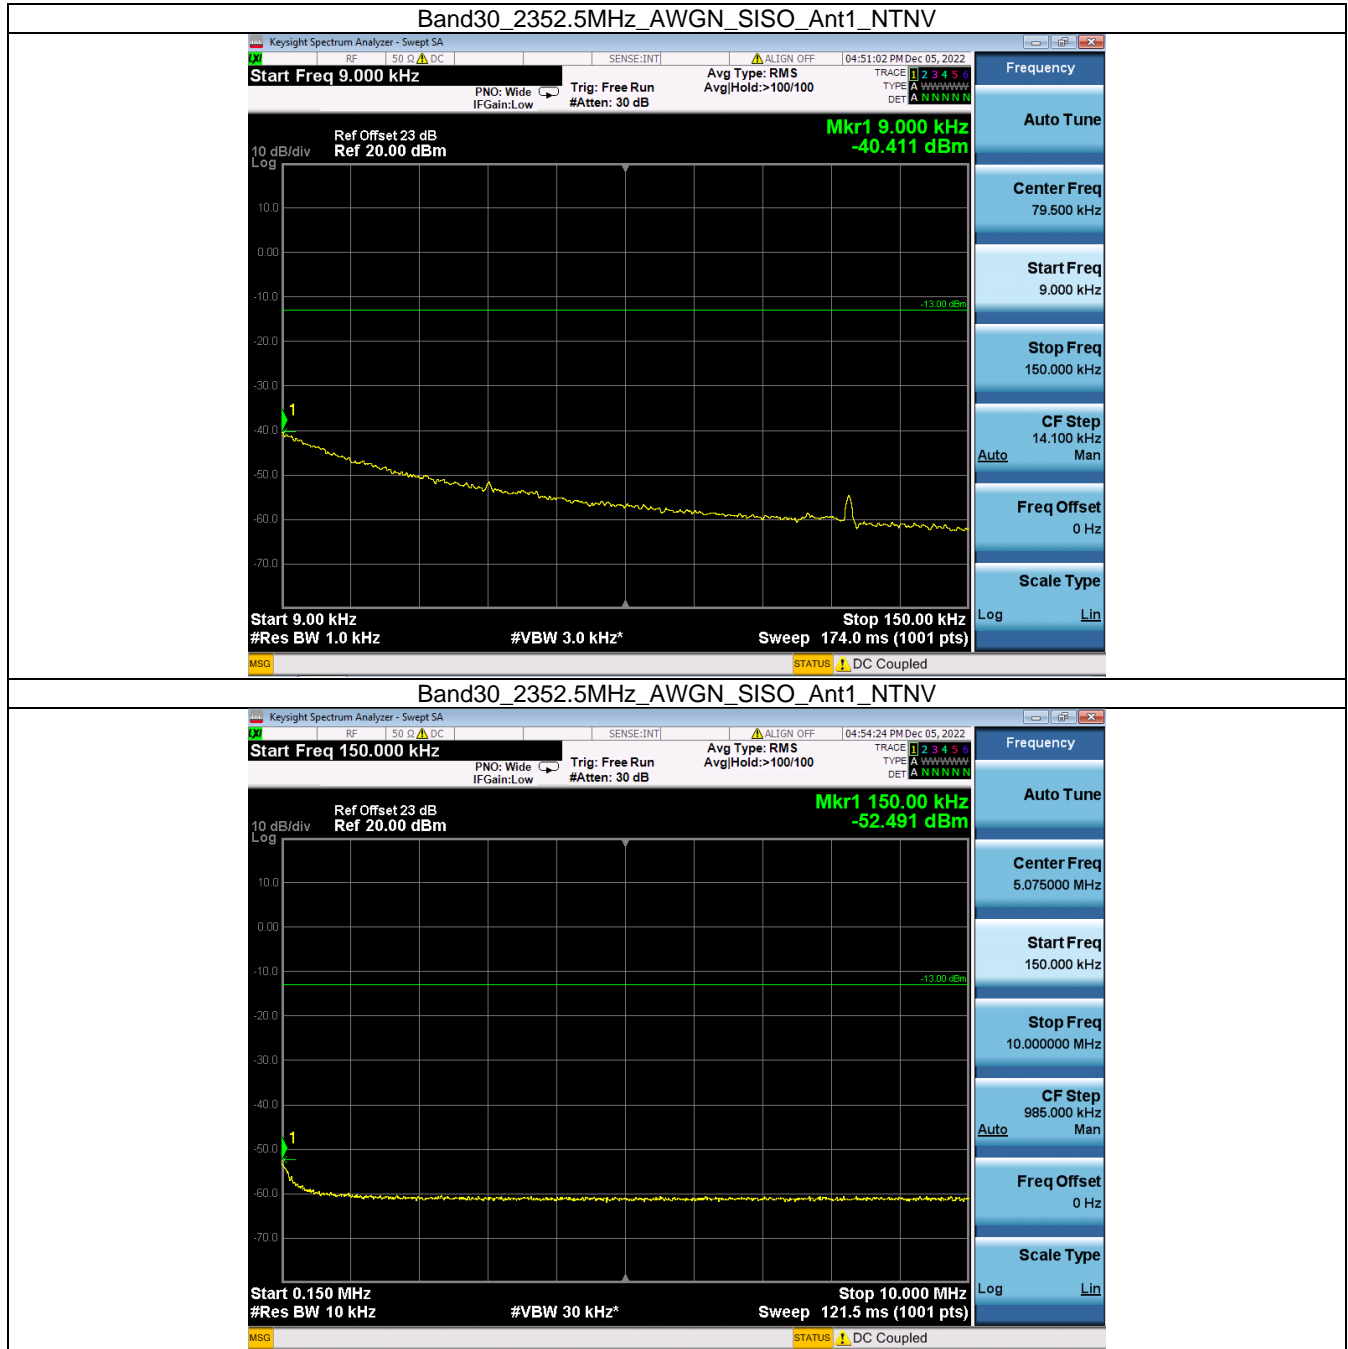 Band30_2352.5MHz_AWGN_SISO_Ant1_NTNV
Keysight Spectrum Analyzer - Swept SA
LXI RF 50 Ω DC SENSE:INT ALIGN OFF 04:51:02 PM Dec 05, 2022
Start Freq 9.000 kHz
PNO: Wide
IFGain:Low
Trig: Free Run
#Atten: 30 dB
Avg Type: RMS
Avg|Hold:>100/100
TRACE 1 2 3 4 5 6
TYPE A WWWWW
DET A N N N N N
Ref Offset 23 dB
10 dB/div Ref 20.00 dBm
Log
Mkr1 9.000 kHz
-40.411 dBm
10.0
0.00
-10.0
-13.00 dBm
-20.0
-30.0
1
-40.0
-50.0
-60.0
-70.0
Start 9.00 kHz Stop 150.00 kHz
#Res BW 1.0 kHz #VBW 3.0 kHz* Sweep 174.0 ms (1001 pts)
MSG STATUS DC Coupled
Frequency
Auto Tune
Center Freq
79.500 kHz
Start Freq
9.000 kHz
Stop Freq
150.000 kHz
CF Step
14.100 kHz
Auto Man
Freq Offset
0 Hz
Scale Type
Log Lin
Band30_2352.5MHz_AWGN_SISO_Ant1_NTNV
Keysight Spectrum Analyzer - Swept SA
LXI RF 50 Ω DC SENSE:INT ALIGN OFF 04:54:24 PM Dec 05, 2022
Start Freq 150.000 kHz
PNO: Wide
IFGain:Low
Trig: Free Run
#Atten: 30 dB
Avg Type: RMS
Avg|Hold:>100/100
TRACE 1 2 3 4 5 6
TYPE A WWWWW
DET A N N N N N
Ref Offset 23 dB
10 dB/div Ref 20.00 dBm
Log
Mkr1 150.00 kHz
-52.491 dBm
10.0
0.00
-10.0
-13.00 dBm
-20.0
-30.0
-40.0
1
-50.0
-60.0
-70.0
Start 0.150 MHz Stop 10.000 MHz
#Res BW 10 kHz #VBW 30 kHz* Sweep 121.5 ms (1001 pts)
MSG STATUS DC Coupled
Frequency
Auto Tune
Center Freq
5.075000 MHz
Start Freq
150.000 kHz
Stop Freq
10.000000 MHz
CF Step
985.000 kHz
Auto Man
Freq Offset
0 Hz
Scale Type
Log Lin